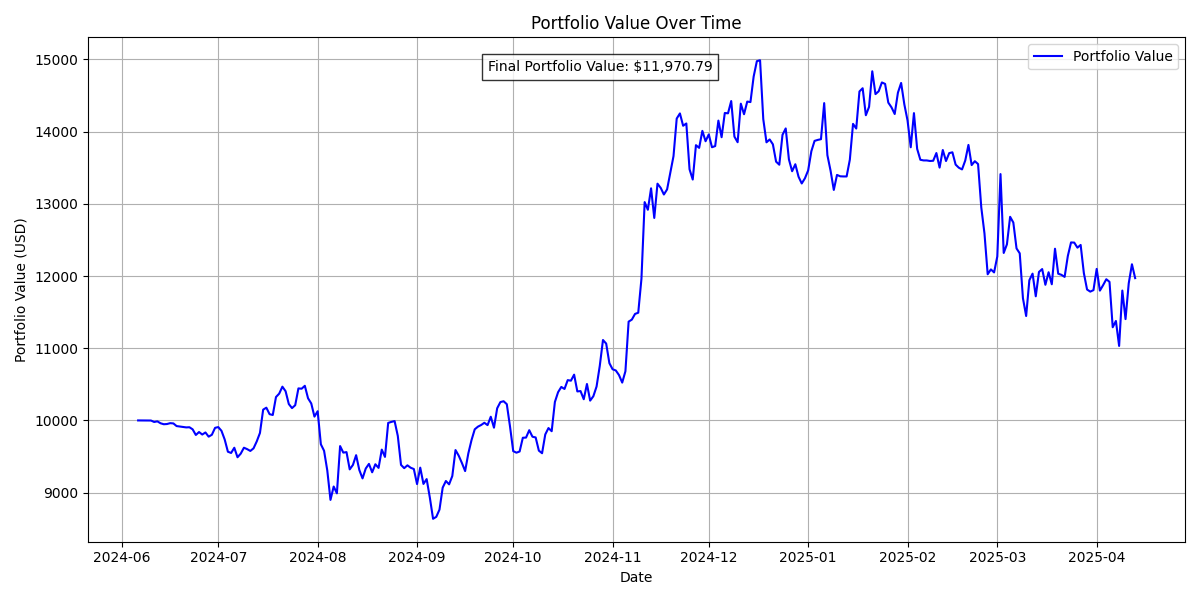 Portfolio Value Over Time
Final Portfolio Value: $11,970.79
Portfolio Value
Portfolio Value (USD)
15000
14000
13000
12000
11000
10000
9000
2024-06 2024-07 2024-08 2024-09 2024-10 2024-11 2024-12 2025-01 2025-02 2025-03 2025-04
Date